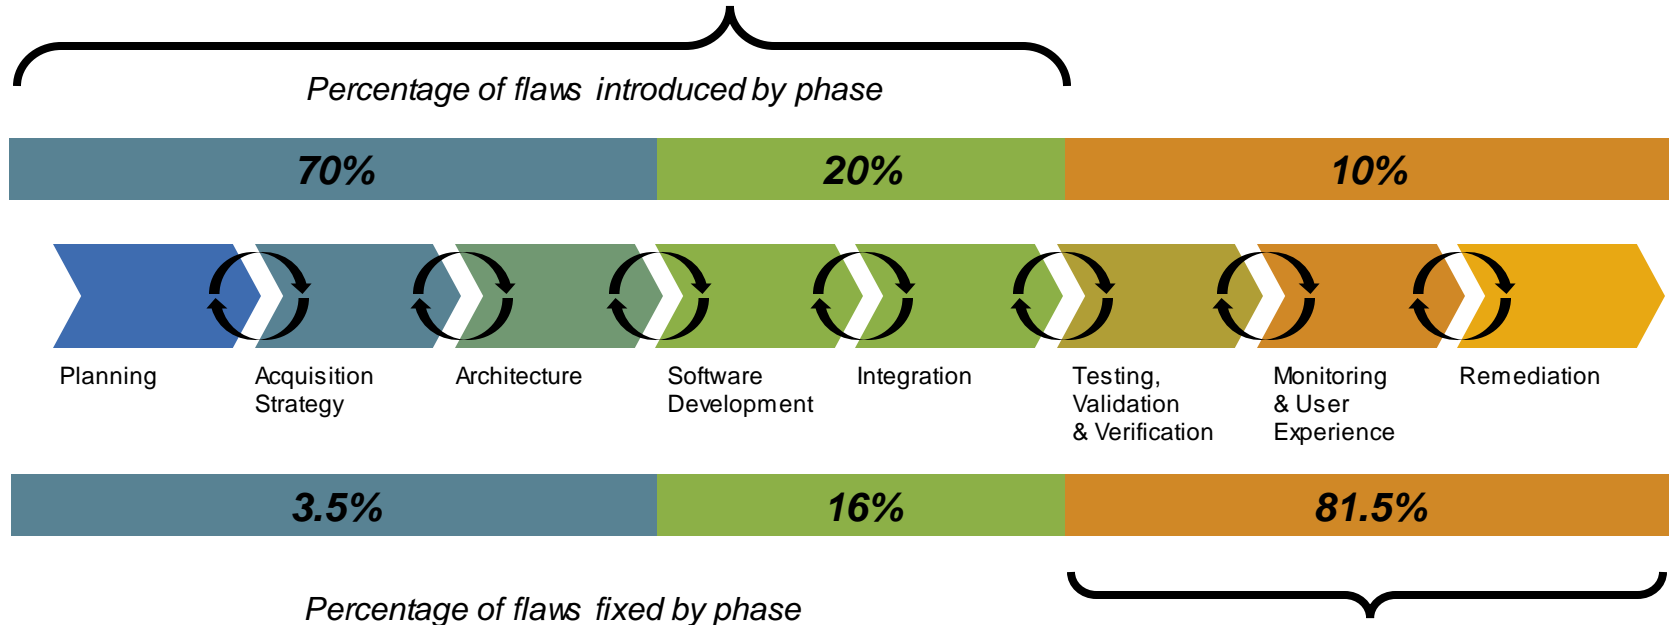 Percentage of flaws introduced by phase
70% 20% 10%
Planning
Acquisition
Strategy
Architecture
Software
Development
Integration
Testing,
Validation
& Verification
Monitoring
& User
Experience
Remediation
3.5% 16% 81.5%
Percentage of flaws fixed by phase